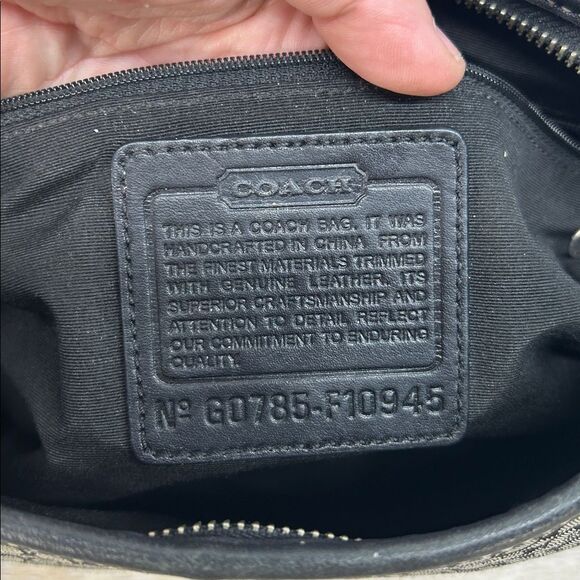 COACH
THIS IS A COACH BAG. IT WAS
HANDCRAFTED IN CHINA FROM
THE FINEST MATERIALS TRIMMED
WITH GENUINE LEATHER. ITS
SUPERIOR CRAFTSMANSHIP AND
ATTENTION TO DETAIL REFLECT
OUR COMMITMENT TO ENDURING
QUALITY.
Nº G0785-F10945